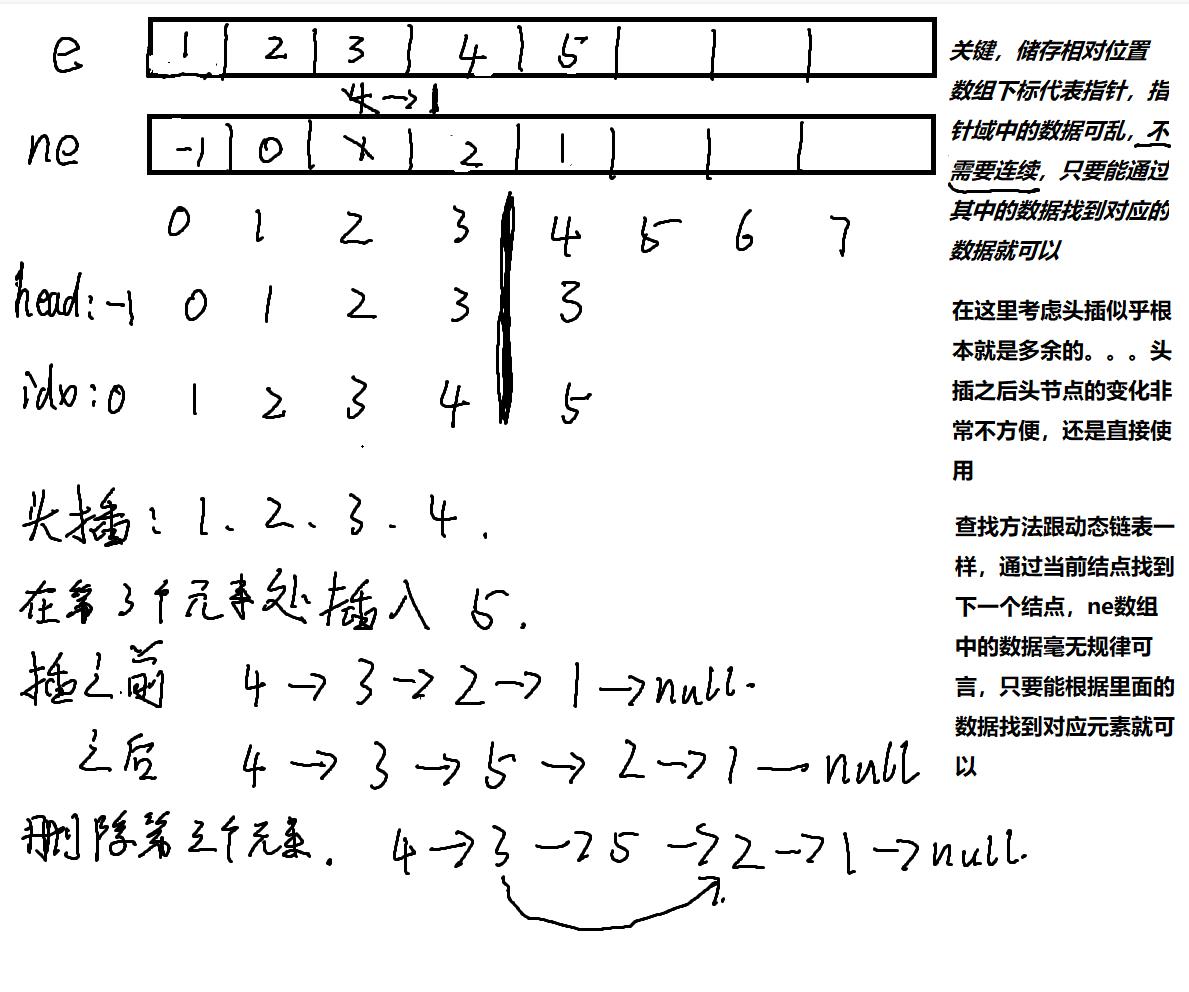 e 1 2 3 4 5
4→1
ne -1 0 x 2 1
0 1 2 3 4 5 6 7
head:-1 0 1 2 3 3
idx:0 1 2 3 4 5
头插:1、2、3、4.
在第3个元素处插入 5.
插之前 4→3→2→1→null.
之后 4→3→5→2→1—null
删除第三个元素. 4→3→5→2→1→null.
关键,储存相对位置
数组下标代表指针,指
针域中的数据可乱,不
需要连续,只要能通过
其中的数据找到对应的
数据就可以
在这里考虑头插似乎根
本就是多余的。。。头
插之后头节点的变化非
常不方便,还是直接使
用
查找方法跟动态链表一
样,通过当前结点找到
下一个结点,ne数组
中的数据毫无规律可
言,只要能根据里面的
数据找到对应元素就可
以